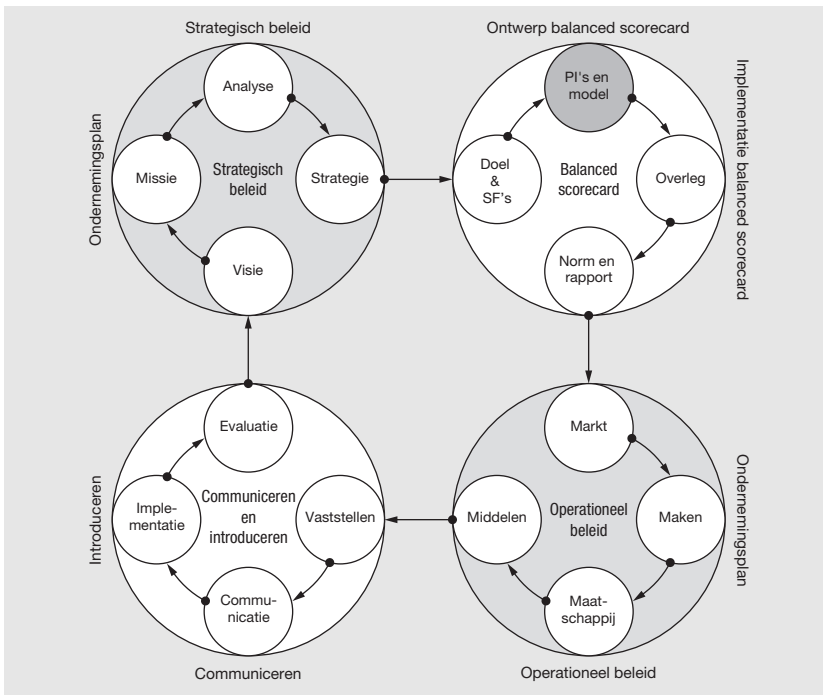 Strategisch beleid
Ondernemingsplan
Analyse
Missie
Strategisch
beleid
Strategie
Visie
Ontwerp balanced scorecard
Implementatie balanced scorecard
PI's en
model
Doel
&
SF's
Balanced
scorecard
Overleg
Norm en
rapport
Introduceren
Evaluatie
Imple-
mentatie
Communiceren
en
introduceren
Vaststellen
Commu-
nicatie
Communiceren
Markt
Middelen
Operationeel
beleid
Maken
Maat-
schappij
Ondernemingsplan
Operationeel beleid